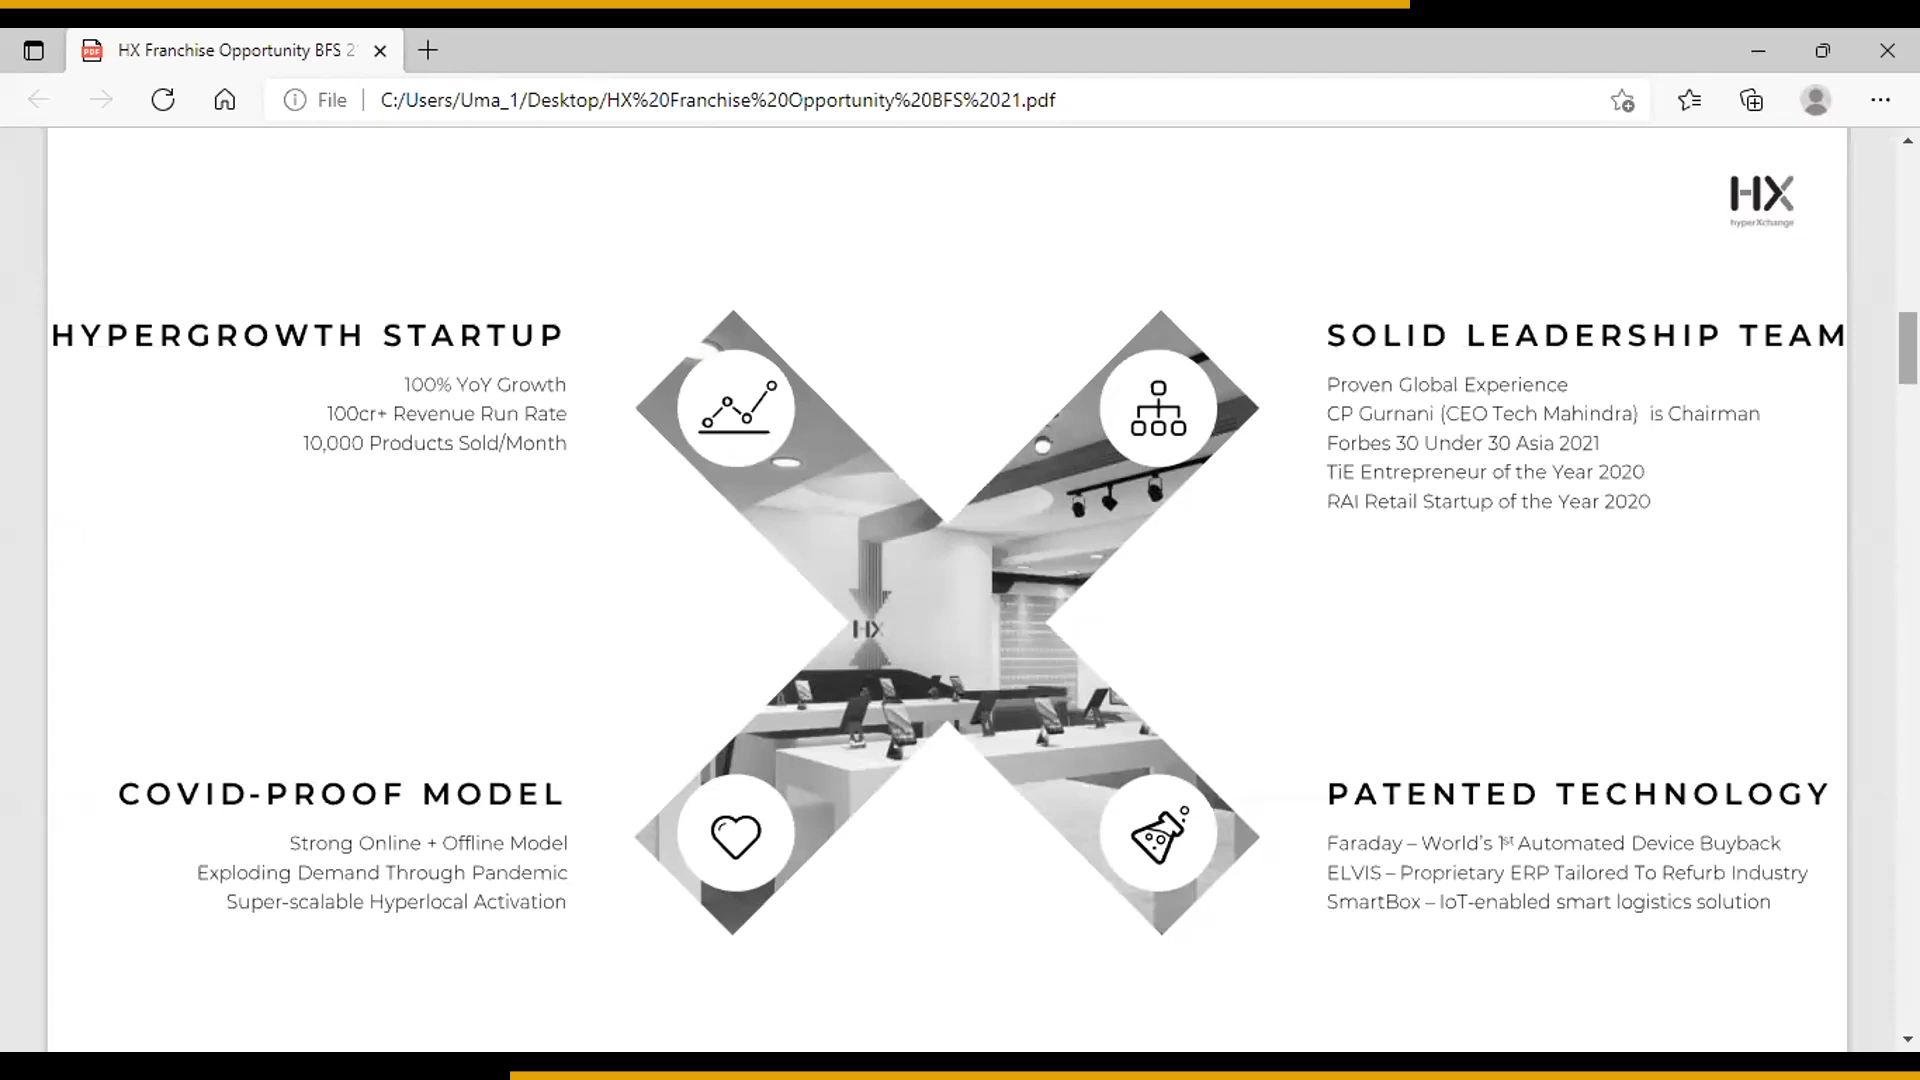 HX Franchise Opportunity BFS 2
File
C:/Users/Uma_1/Desktop/HX%20Franchise%20Opportunity%20BFS%2021.pdf
HX
hyperXchange
HYPERGROWTH STARTUP
100% YoY Growth
100cr+ Revenue Run Rate
10,000 Products Sold/Month
SOLID LEADERSHIP TEAM
Proven Global Experience
CP Gurnani (CEO Tech Mahindra) is Chairman
Forbes 30 Under 30 Asia 2021
TiE Entrepreneur of the Year 2020
RAI Retail Startup of the Year 2020
HX
COVID-PROOF MODEL
Strong Online + Offline Model
Exploding Demand Through Pandemic
Super-scalable Hyperlocal Activation
PATENTED TECHNOLOGY
Faraday – World's 1st Automated Device Buyback
ELVIS – Proprietary ERP Tailored To Refurb Industry
SmartBox – IoT-enabled smart logistics solution